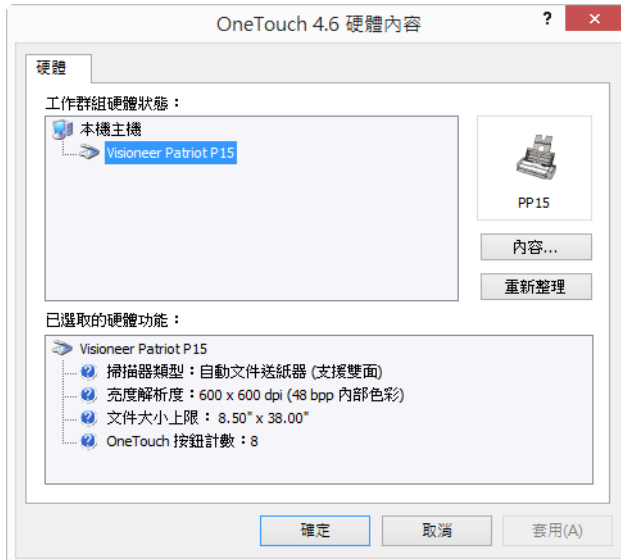 OneTouch 4.6 硬體內容
?
×
硬體
工作群組硬體狀態：
本機主機
Visioneer Patriot P15
PP15
內容...
重新整理
已選取的硬體功能：
Visioneer Patriot P15
掃描器類型：自動文件送紙器 (支援雙面)
亮度解析度：600 x 600 dpi (48 bpp 內部色彩)
文件大小上限： 8.50" x 38.00"
OneTouch 按鈕計數：8
確定
取消
套用(A)